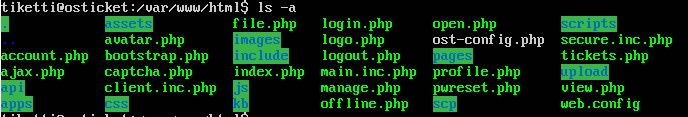 tiketti@osticket:/var/www/html$ ls -a
. assets file.php login.php open.php scripts
.. avatar.php images logo.php ost-config.php secure.inc.php
account.php bootstrap.php include logout.php pages tickets.php
ajax.php captcha.php index.php main.inc.php profile.php upload
api client.inc.php js manage.php pwreset.php view.php
apps css kb offline.php scp web.config